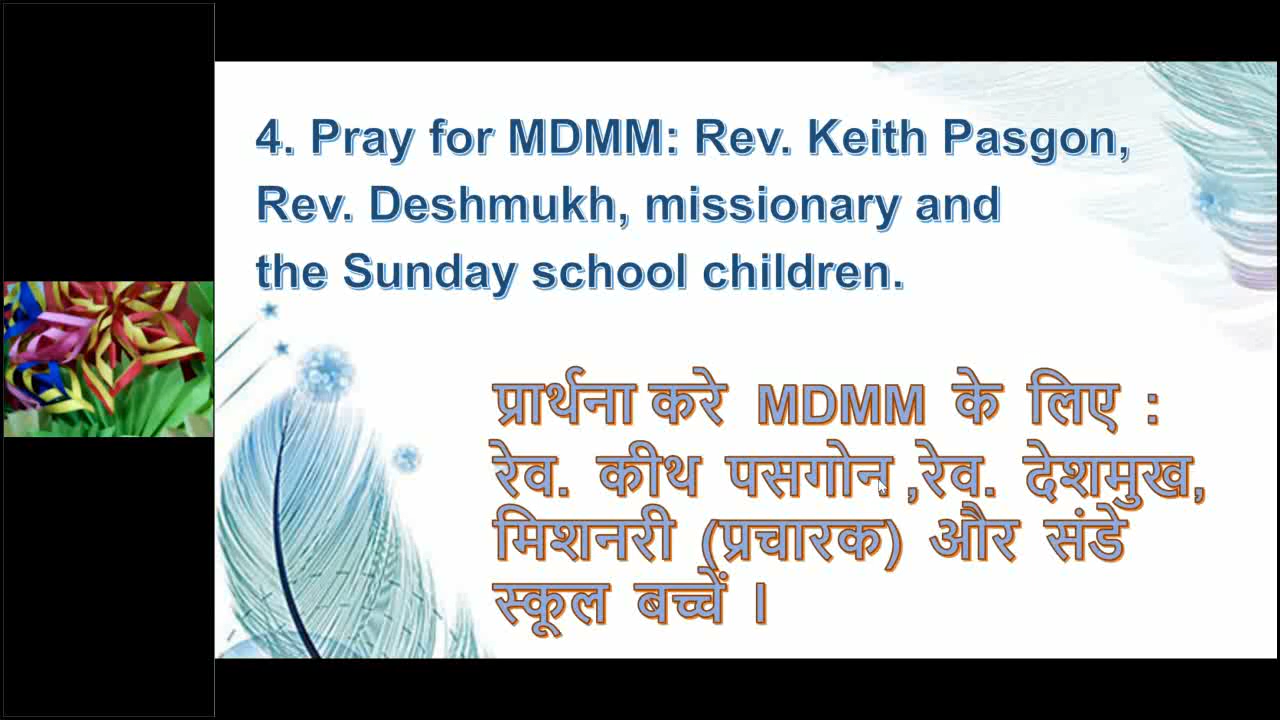 4. Pray for MDMM: Rev. Keith Pasgon,
Rev. Deshmukh, missionary and
the Sunday school children.
प्रार्थना करे MDMM के लिए :
रेव. कीथ पसगोन ,रेव. देशमुख,
मिशनरी (प्रचारक) और संडे
स्कूल बच्चें ।